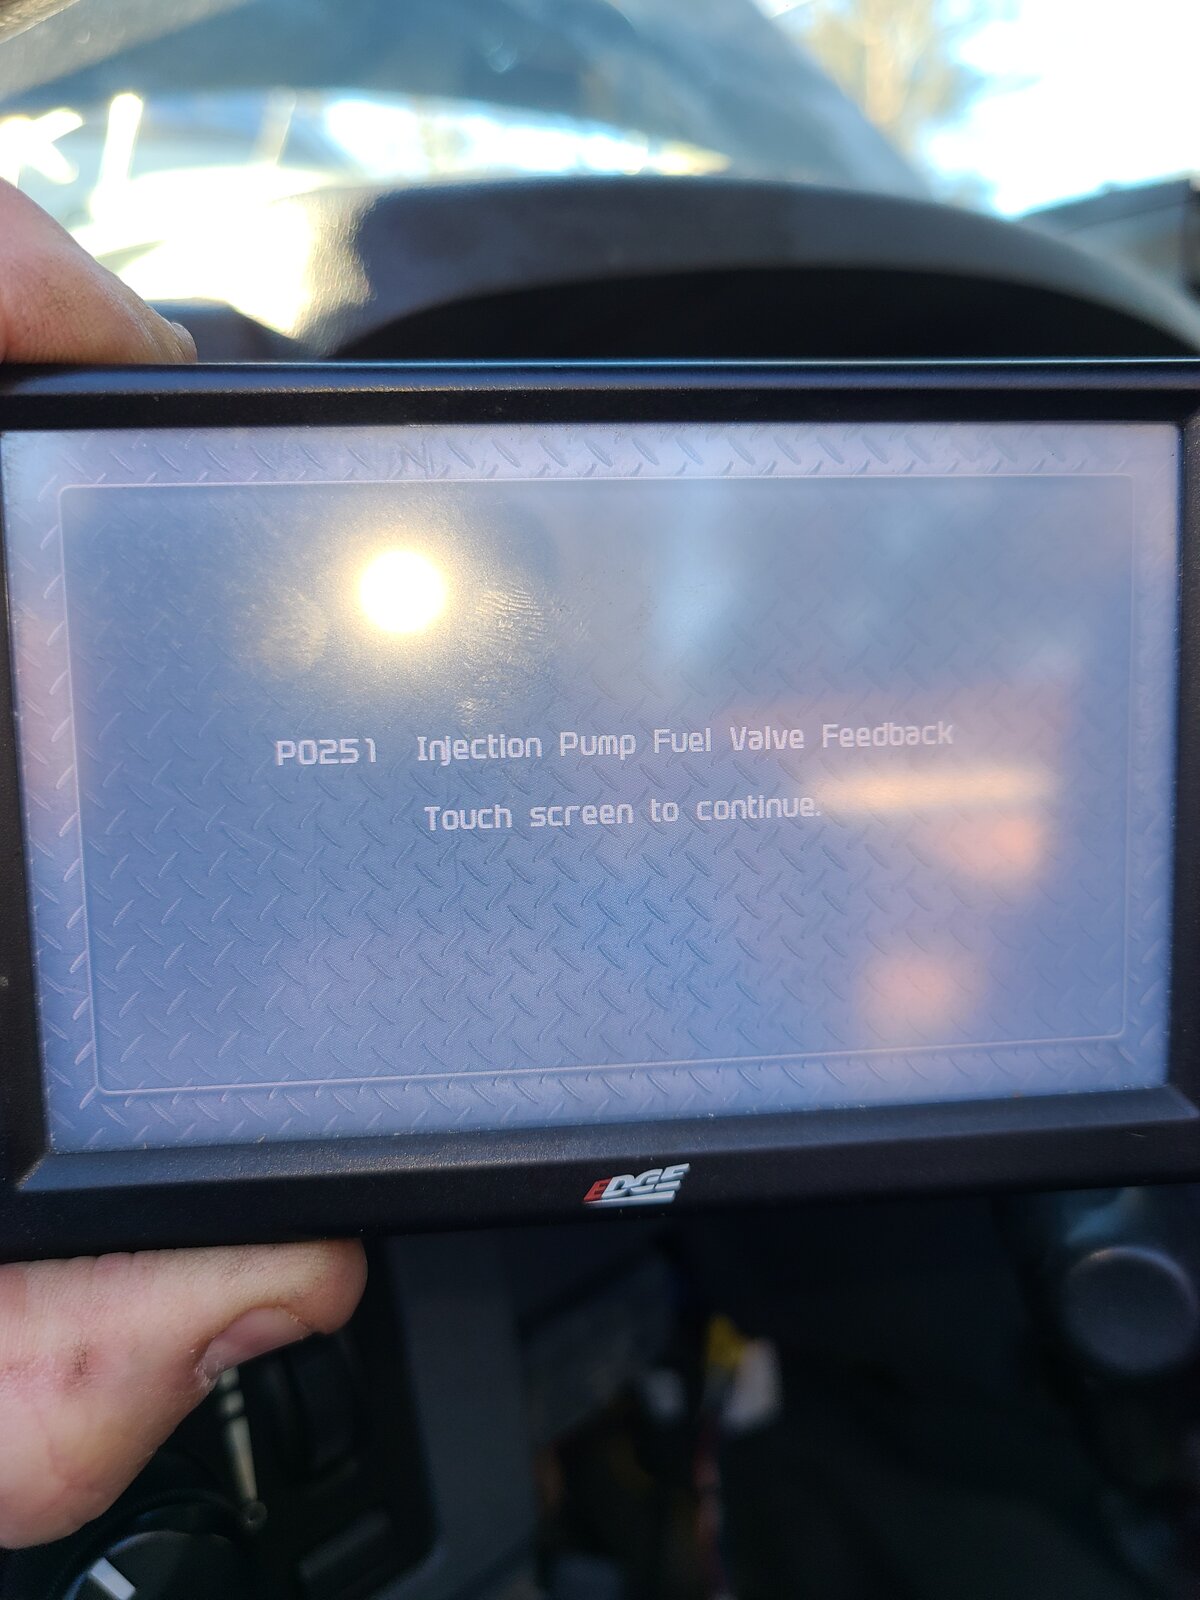 P0251 Injection Pump Fuel Valve Feedback
Touch screen to continue.
EDGE